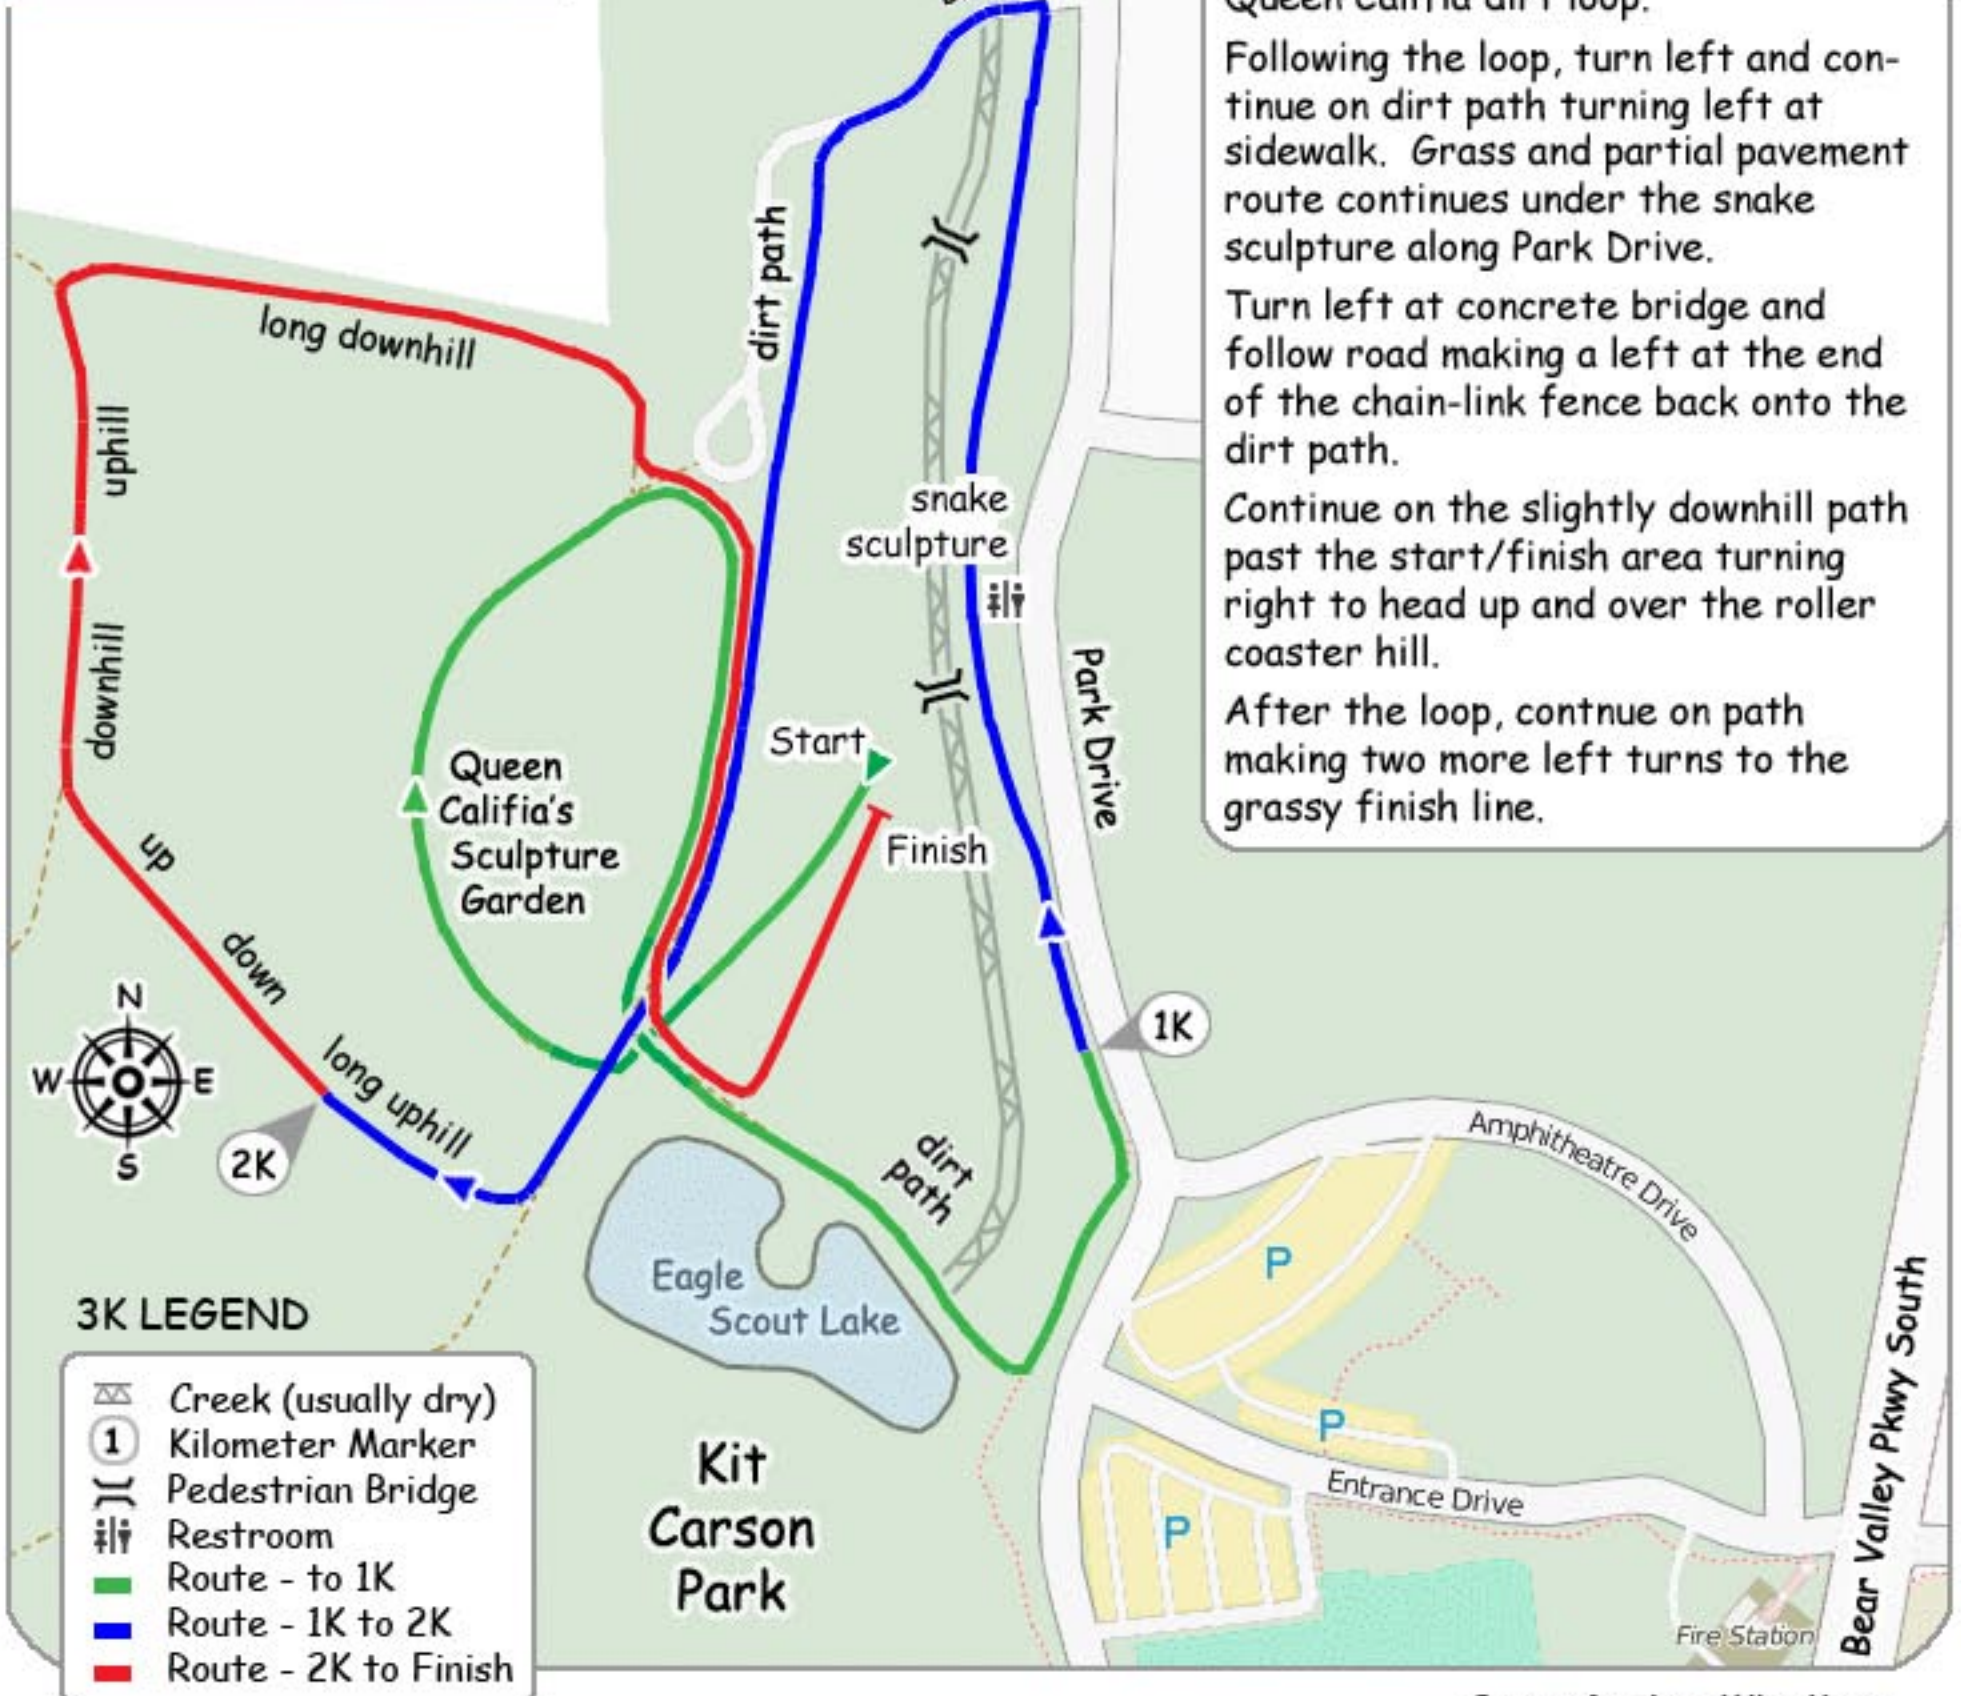 Queen Califia dirt loop.
Following the loop, turn left and con-
tinue on dirt path turning left at
sidewalk. Grass and partial pavement
route continues under the snake
sculpture along Park Drive.
Turn left at concrete bridge and
follow road making a left at the end
of the chain-link fence back onto the
dirt path.
Continue on the slightly downhill path
past the start/finish area turning
right to head up and over the roller
coaster hill.
After the loop, contnue on path
making two more left turns to the
grassy finish line.
dirt path
long downhill
uphill
snake
sculpture
downhill
Park Drive
Start
Queen
Califia's
Sculpture
Garden
Finish
up
down
N
W
E
S
1K
long uphill
2K
dirt
path
Amphitheatre Drive
P
Eagle
Scout Lake
P
Entrance Drive
P
Bear Valley Pkwy South
Fire Station
Kit
Carson
Park
3K LEGEND
Creek (usually dry)
1 Kilometer Marker
Pedestrian Bridge
Restroom
Route - to 1K
Route - 1K to 2K
Route - 2K to Finish